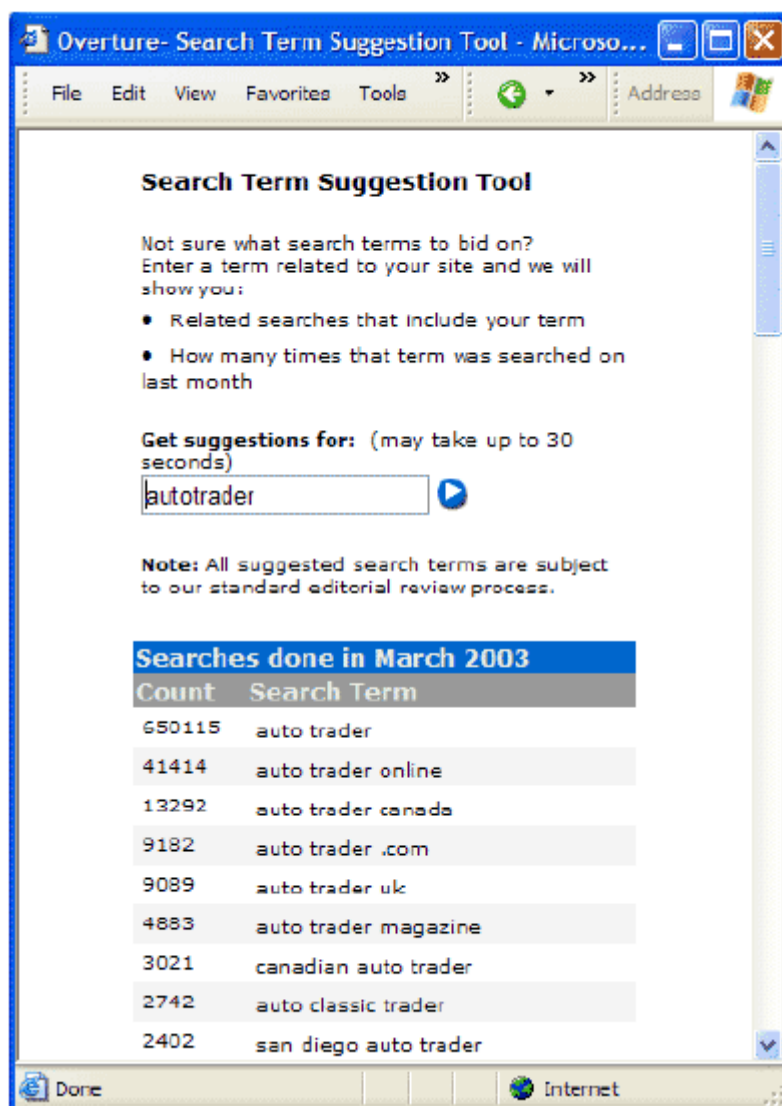 Overture- Search Term Suggestion Tool - Microso...
File Edit View Favorites Tools » » Address
Search Term Suggestion Tool
Not sure what search terms to bid on?
Enter a term related to your site and we will
show you:
• Related searches that include your term
• How many times that term was searched on
last month
Get suggestions for: (may take up to 30
seconds)
autotrader
Note: All suggested search terms are subject
to our standard editorial review process.
Searches done in March 2003
Count Search Term
650115 auto trader
41414 auto trader online
13292 auto trader canada
9182 auto trader .com
9089 auto trader uk
4883 auto trader magazine
3021 canadian auto trader
2742 auto classic trader
2402 san diego auto trader
Done Internet